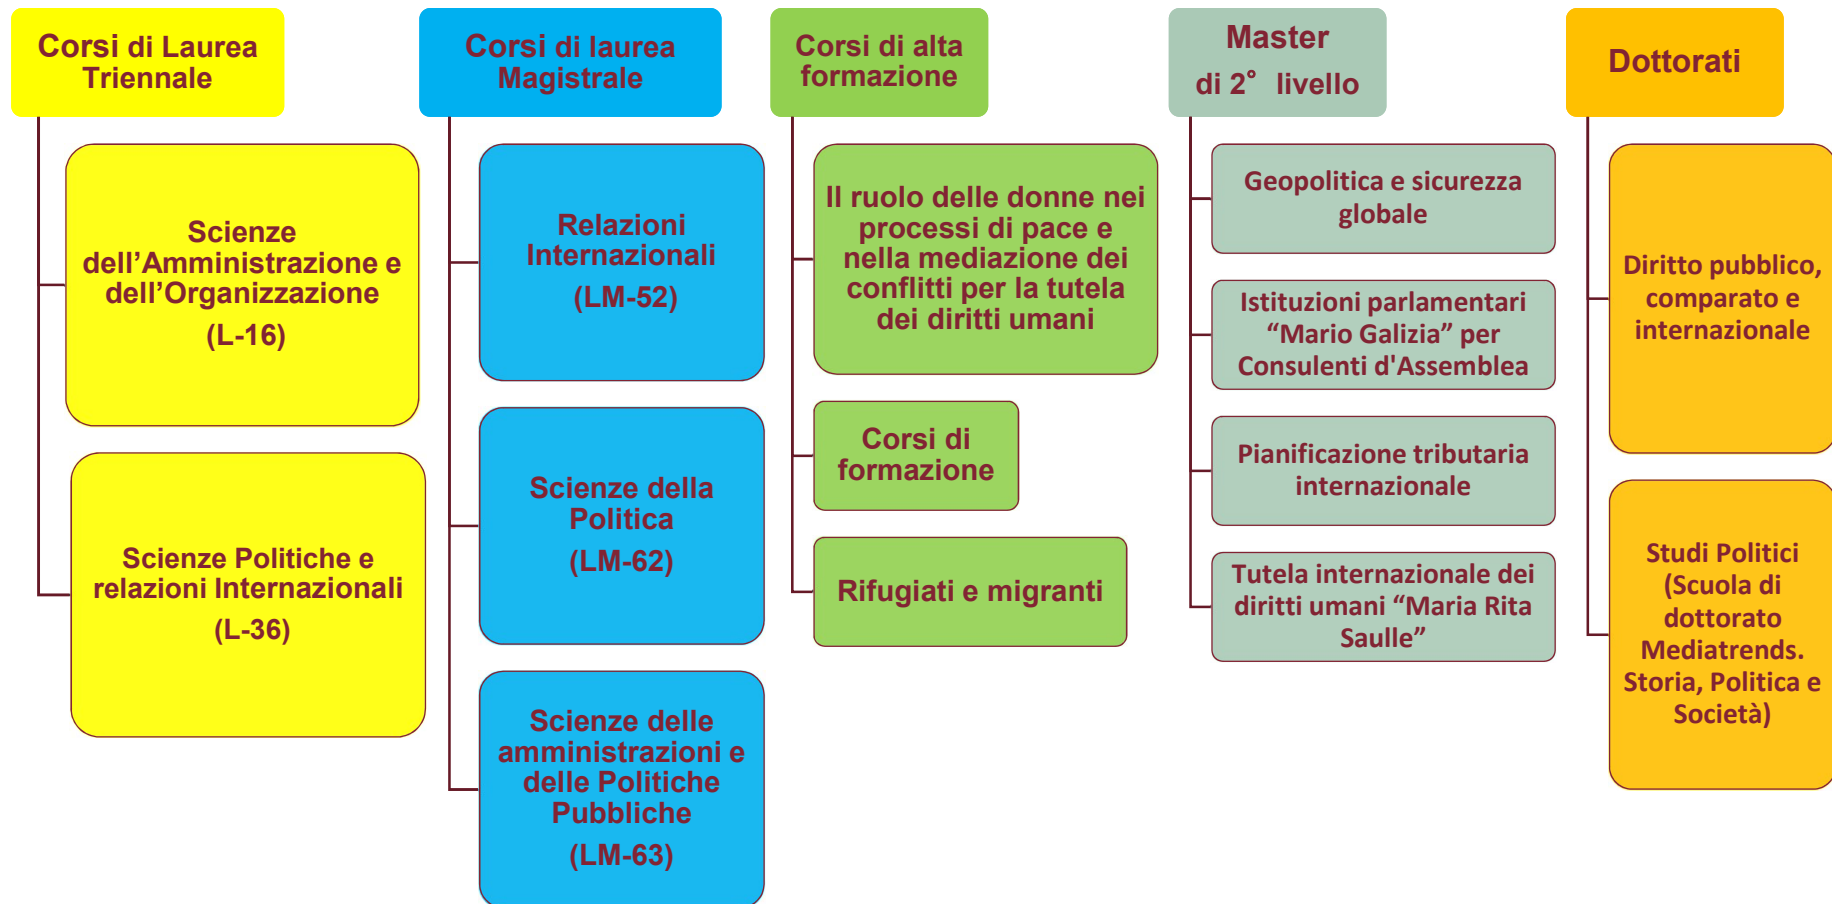 Corsi di Laura
Triennale
Scienze
dell’Amministrazione e
dell’Organizzazione
(L-16)
Scienze Politiche e
relazioni Internazionali
(L-36)
Corsi di laurea
Magistrale
Relazioni
Internazionali
(LM-52)
Scienze della
Politica
(LM-62)
Scienze delle
amministrazioni e
delle Politiche
Pubbliche
(LM-63)
Corsi di alta
formazione
Il ruolo delle donne nei
processi di pace e
nella mediazione dei
conflitti per la tutela
dei diritti umani
Corsi di
formazione
Rifugiati e migranti
Master
di 2° livello
Geopolitica e sicurezza
globale
Istituzioni parlamentari
“Mario Galizia” per
Consulenti d'Assemblea
Pianificazione tributaria
internazionale
Tutela internazionale dei
diritti umani “Maria Rita
Saulle”
Dottorati
Diritto pubblico,
comparato e
internazionale
Studi Politici
(Scuola di
dottorato
Mediatrends.
Storia, Politica e
Società)